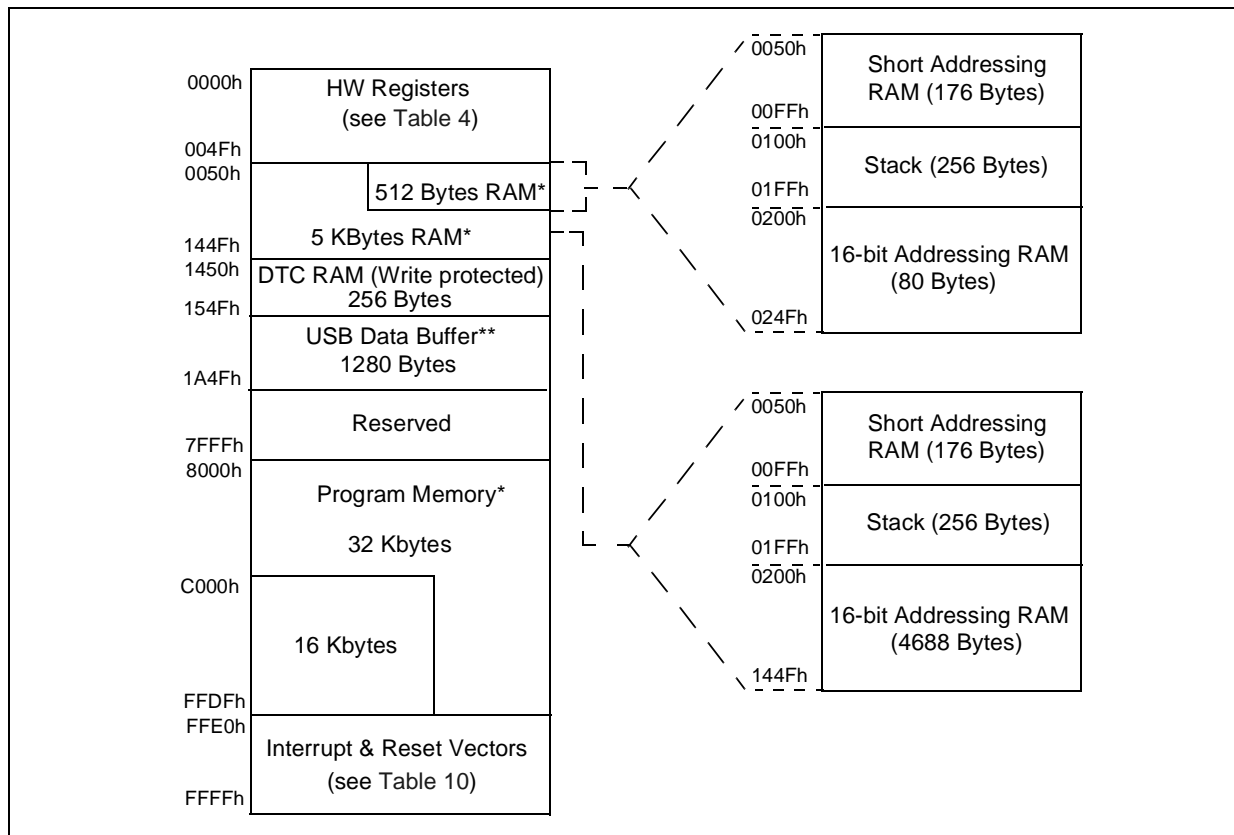 0000h
HW Registers
(see Table 4)
004Fh
0050h
512 Bytes RAM*
5 KBytes RAM*
144Fh
1450h
DTC RAM (Write protected)
256 Bytes
154Fh
USB Data Buffer**
1280 Bytes
1A4Fh
Reserved
7FFFh
8000h
Program Memory*
32 Kbytes
C000h
16 Kbytes
FFDFh
FFE0h
Interrupt & Reset Vectors
(see Table 10)
FFFFh
0050h
Short Addressing
RAM (176 Bytes)
00FFh
0100h
Stack (256 Bytes)
01FFh
0200h
16-bit Addressing RAM
(80 Bytes)
024Fh
0050h
Short Addressing
RAM (176 Bytes)
00FFh
0100h
Stack (256 Bytes)
01FFh
0200h
16-bit Addressing RAM
(4688 Bytes)
144Fh